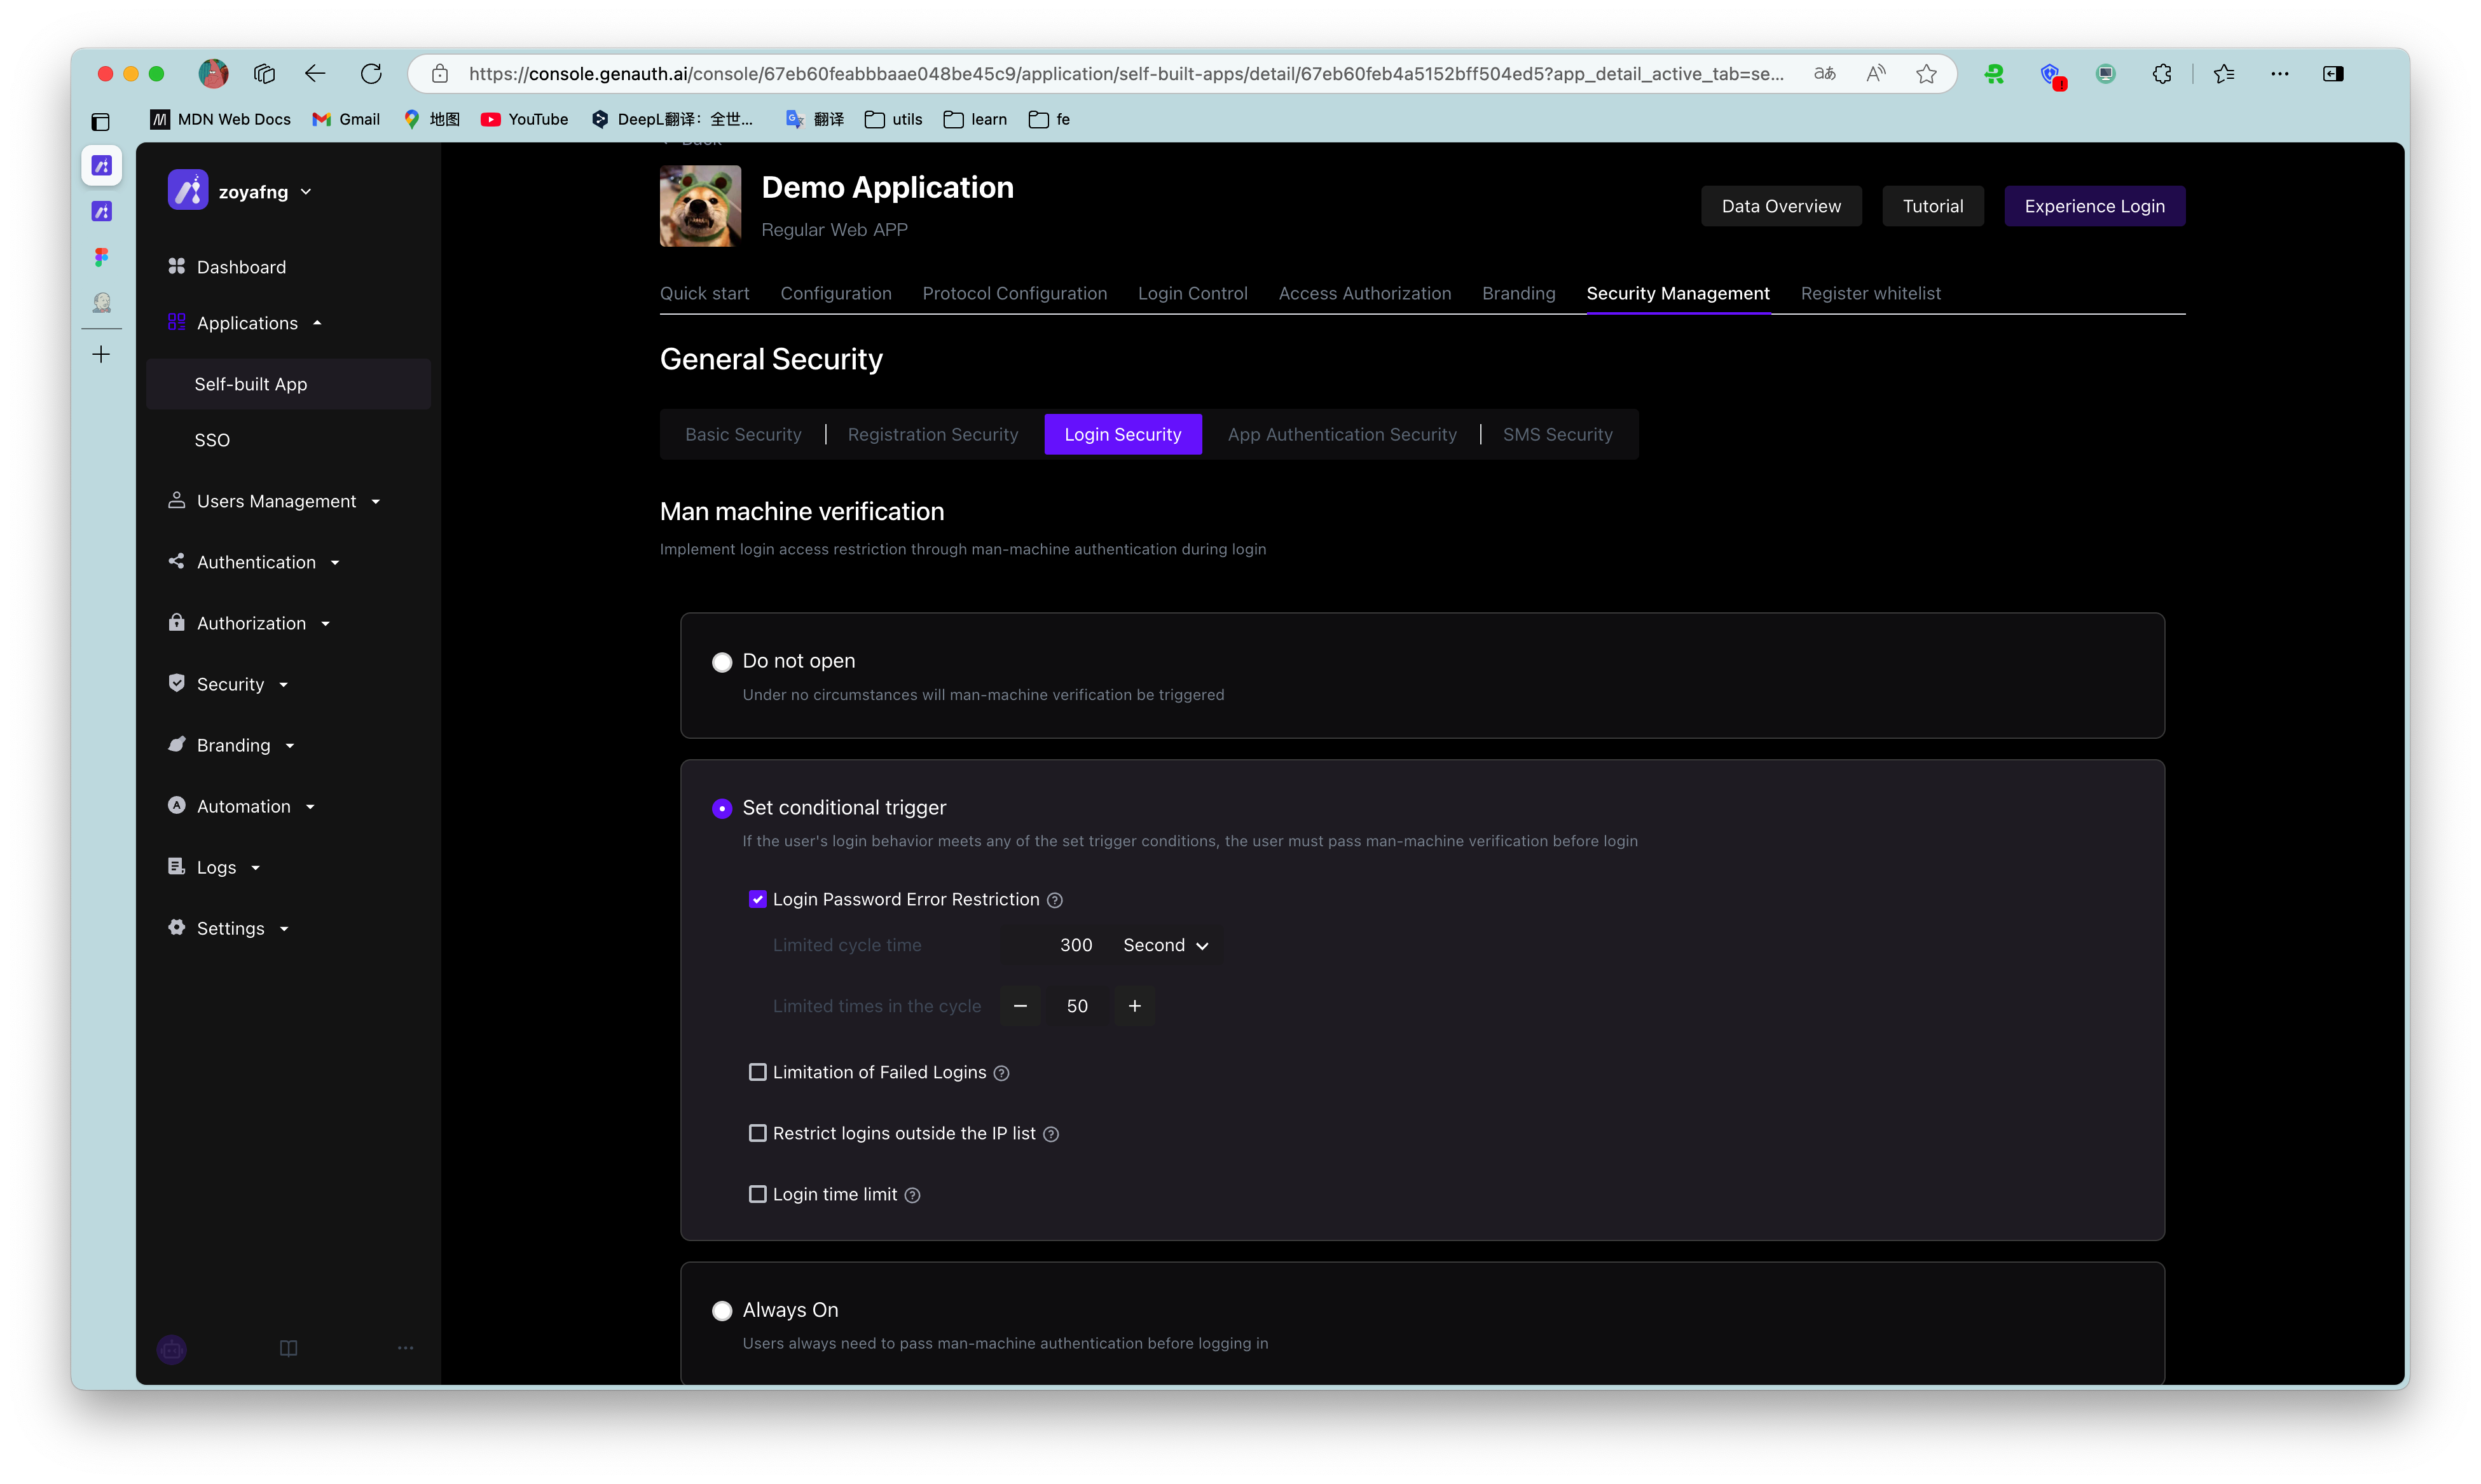 https://console.genauth.ai/console/67eb60feabbbaae048be45c9/application/self-built-apps/detail/67eb60feb4a5152bff504ed5?app_detail_active_tab=se...
aあ
MDN Web Docs
Gmail
地图
YouTube
DeepL翻译：全世...
翻译
utils
learn
fe
zoyafng
Dashboard
Applications
Self-built App
SSO
Users Management
Authentication
Authorization
Security
Branding
Automation
Logs
Settings
Back
Demo Application
Regular Web APP
Data Overview
Tutorial
Experience Login
Quick start
Configuration
Protocol Configuration
Login Control
Access Authorization
Branding
Security Management
Register whitelist
General Security
Basic Security
Registration Security
Login Security
App Authentication Security
SMS Security
Man machine verification
Implement login access restriction through man-machine authentication during login
Do not open
Under no circumstances will man-machine verification be triggered
Set conditional trigger
If the user's login behavior meets any of the set trigger conditions, the user must pass man-machine verification before login
Login Password Error Restriction
Limited cycle time
300
Second
Limited times in the cycle
50
Limitation of Failed Logins
Restrict logins outside the IP list
Login time limit
Always On
Users always need to pass man-machine authentication before logging in